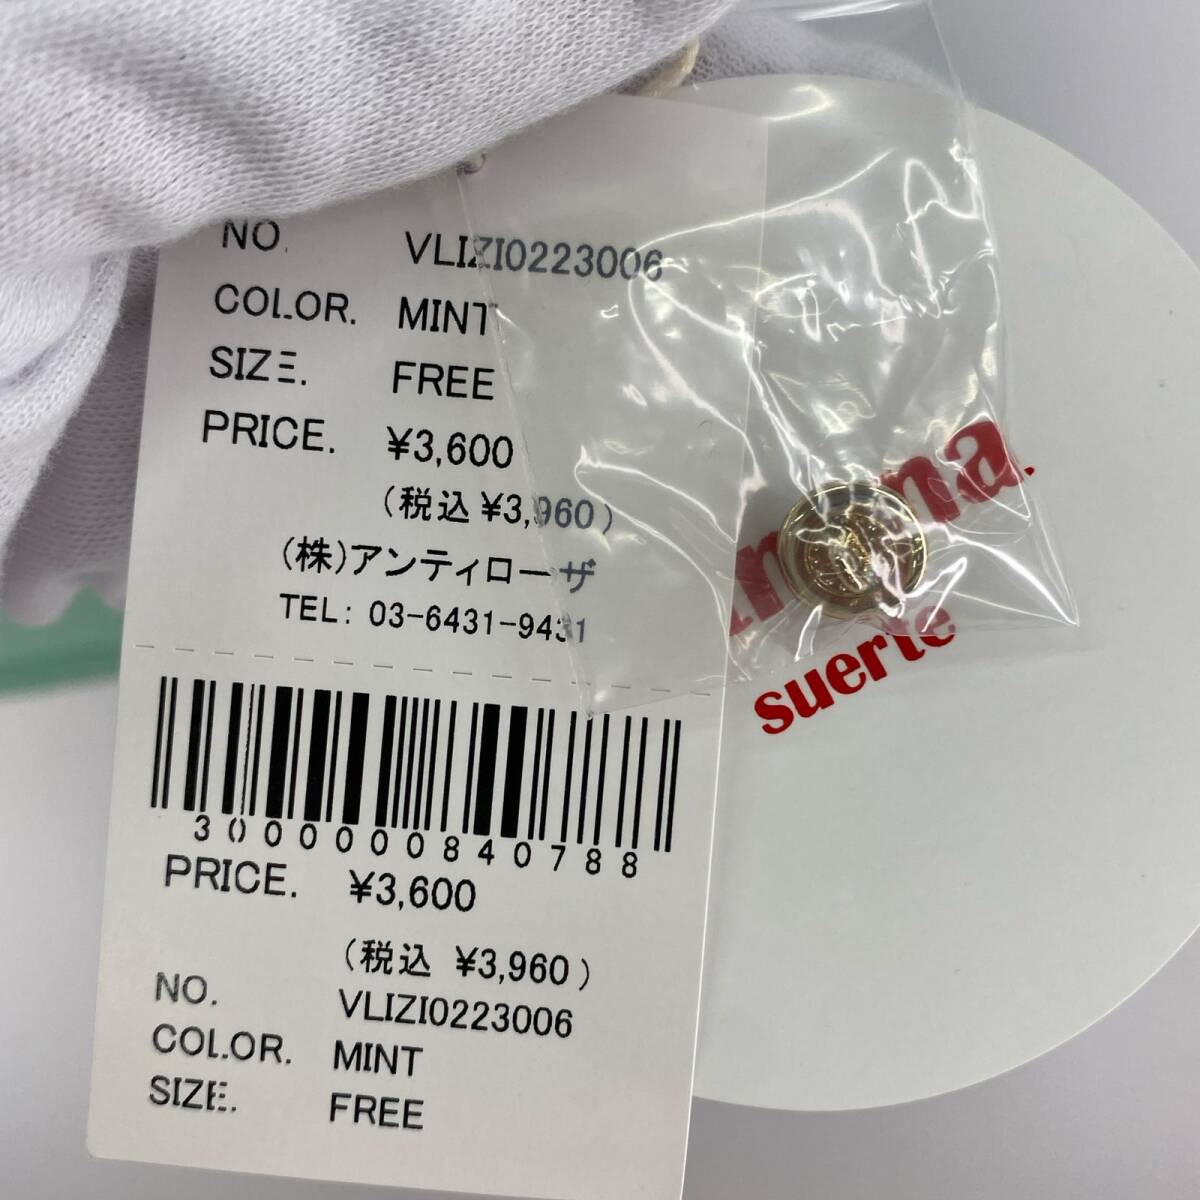 NO. VLIZI0223006
COLOR. MINT
SIZE. FREE
PRICE. ¥3,600
(税込 ¥3,960)
(株)アンティローザ
TEL: 03-6431-9431
3000000840788
PRICE. ¥3,600
(税込 ¥3,960)
NO. VLIZI0223006
COLOR. MINT
SIZE. FREE
suerte